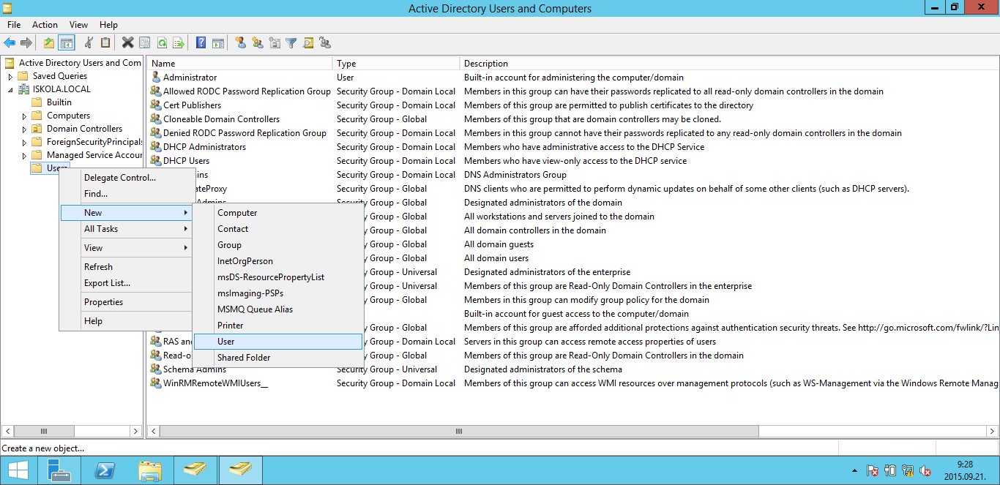 Active Directory Users and Computers
File Action View Help
Active Directory Users and Com
Saved Queries
ISKOLA.LOCAL
Builtin
Computers
Domain Controllers
ForeignSecurityPrincipals
Managed Service Accour
Users
Name Type Description
Administrator User Built-in account for administering the computer/domain
Allowed RODC Password Replication Group Security Group - Domain Local Members in this group can have their passwords replicated to all read-only domain controllers in the domain
Cert Publishers Security Group - Domain Local Members of this group are permitted to publish certificates to the directory
Cloneable Domain Controllers Security Group - Global Members of this group that are domain controllers may be cloned.
Denied RODC Password Replication Group Security Group - Domain Local Members in this group cannot have their passwords replicated to any read-only domain controllers in the domain
DHCP Administrators Security Group - Domain Local Members who have administrative access to the DHCP Service
DHCP Users Security Group - Domain Local Members who have view-only access to the DHCP service
ins Security Group - Domain Local DNS Administrators Group
ateProxy Security Group - Global DNS clients who are permitted to perform dynamic updates on behalf of some other clients (such as DHCP servers).
Admins y Group - Global Designated administrators of the domain
y Group - Global All workstations and servers joined to the domain
y Group - Global All domain controllers in the domain
y Group - Global All domain guests
y Group - Global All domain users
y Group - Universal Designated administrators of the enterprise
y Group - Universal Members of this group are Read-Only Domain Controllers in the enterprise
y Group - Global Members in this group can modify group policy for the domain
Built-in account for guest access to the computer/domain
y Group - Global Members of this group are afforded additional protections against authentication security threats. See http://go.microsoft.com/fwlink/?Lin
RAS an y Group - Domain Local Servers in this group can access remote access properties of users
Read-o y Group - Global Members of this group are Read-Only Domain Controllers in the domain
Schema Admins Security Group - Universal Designated administrators of the schema
WinRMRemoteWMIUsers__ Security Group - Domain Local Members of this group can access WMI resources over management protocols (such as WS-Management via the Windows Remote Manag
Delegate Control...
Find...
New
All Tasks
View
Refresh
Export List...
Properties
Help
Computer
Contact
Group
InetOrgPerson
msDS-ResourcePropertyList
msImaging-PSPs
MSMQ Queue Alias
Printer
User
Shared Folder
Create a new object...
9:28
2015.09.21.